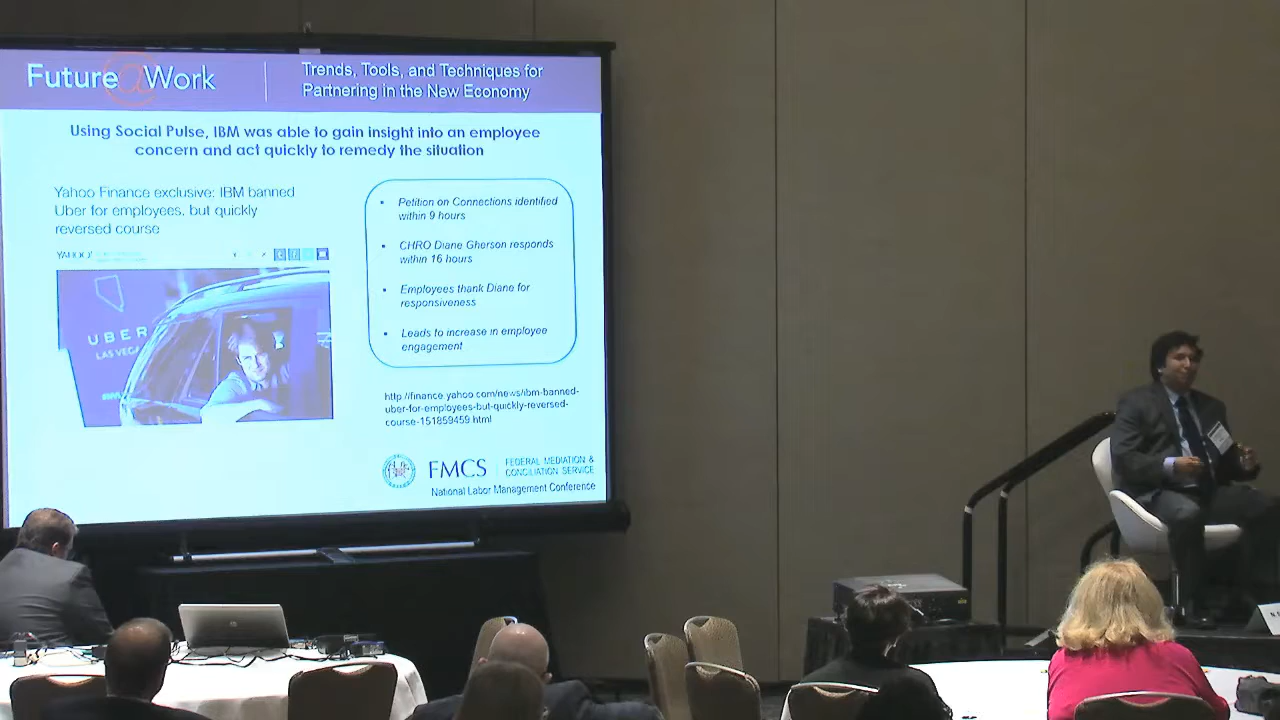 Future@Work
Trends, Tools, and Techniques for
Partnering in the New Economy
Using Social Pulse, IBM was able to gain insight into an employee
concern and act quickly to remedy the situation
Yahoo Finance exclusive: IBM banned
Uber for employees, but quickly
reversed course
YAHOO!
UBER
LAS VEGA
▪ Petition on Connections identified
within 9 hours
▪ CHRO Diane Gherson responds
within 16 hours
▪ Employees thank Diane for
responsiveness
▪ Leads to increase in employee
engagement
http://finance.yahoo.com/news/ibm-banned-
uber-for-employees-but-quickly-reversed-
course-151859459.html
FMCS
FEDERAL MEDIATION &
CONCILIATION SERVICE
National Labor Management Conference